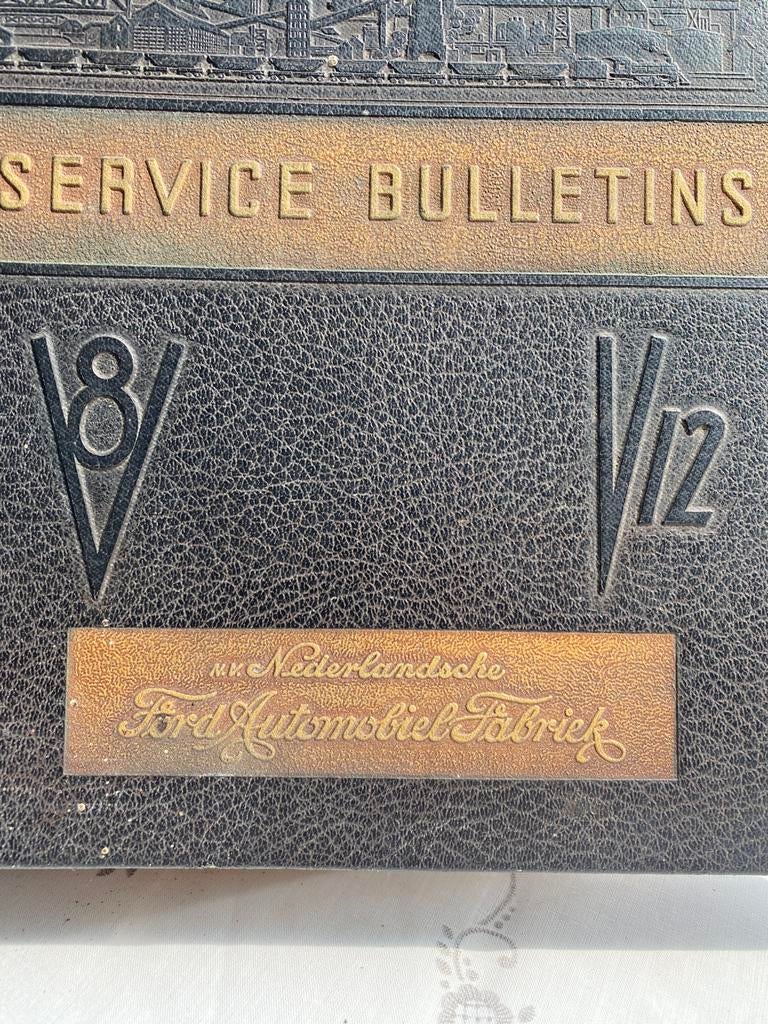 SERVICE BULLETINS
V8
V12
N.V. Nederlandsche
Ford Automobiel Fabriek